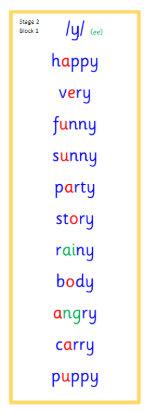 Stage 2
Block 1
/y/ (ee)
happy
very
funny
sunny
party
story
rainy
body
angry
carry
puppy